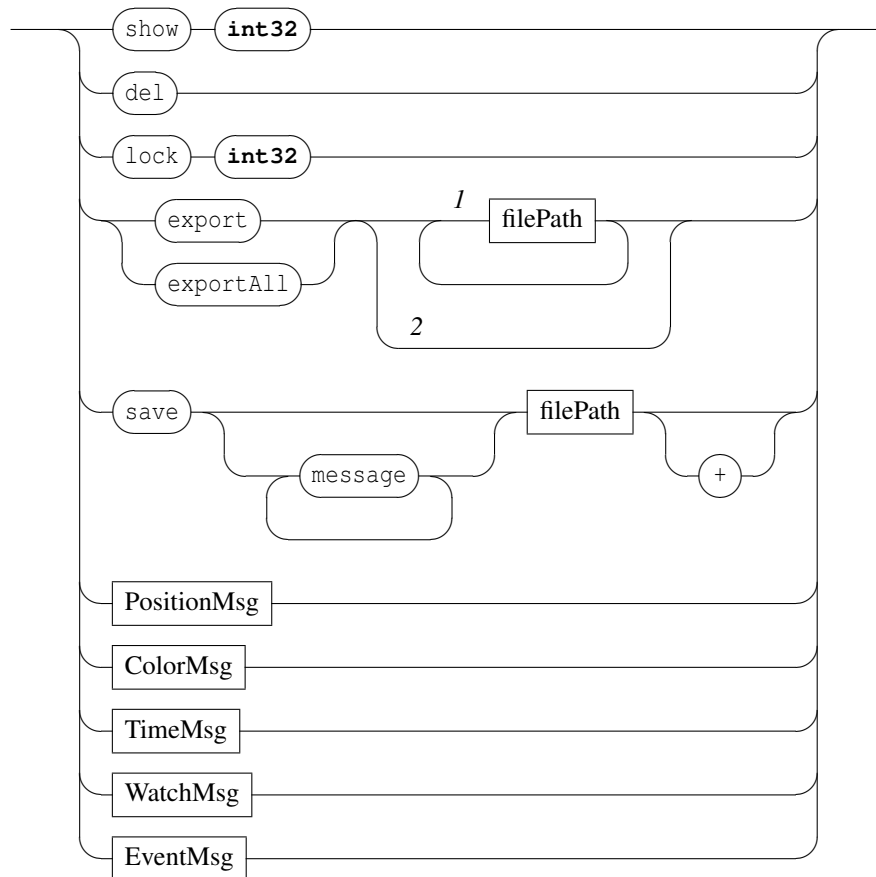 show int32
del
lock int32
1
export filePath
exportAll
2
save filePath
message +
PositionMsg
ColorMsg
TimeMsg
WatchMsg
EventMsg